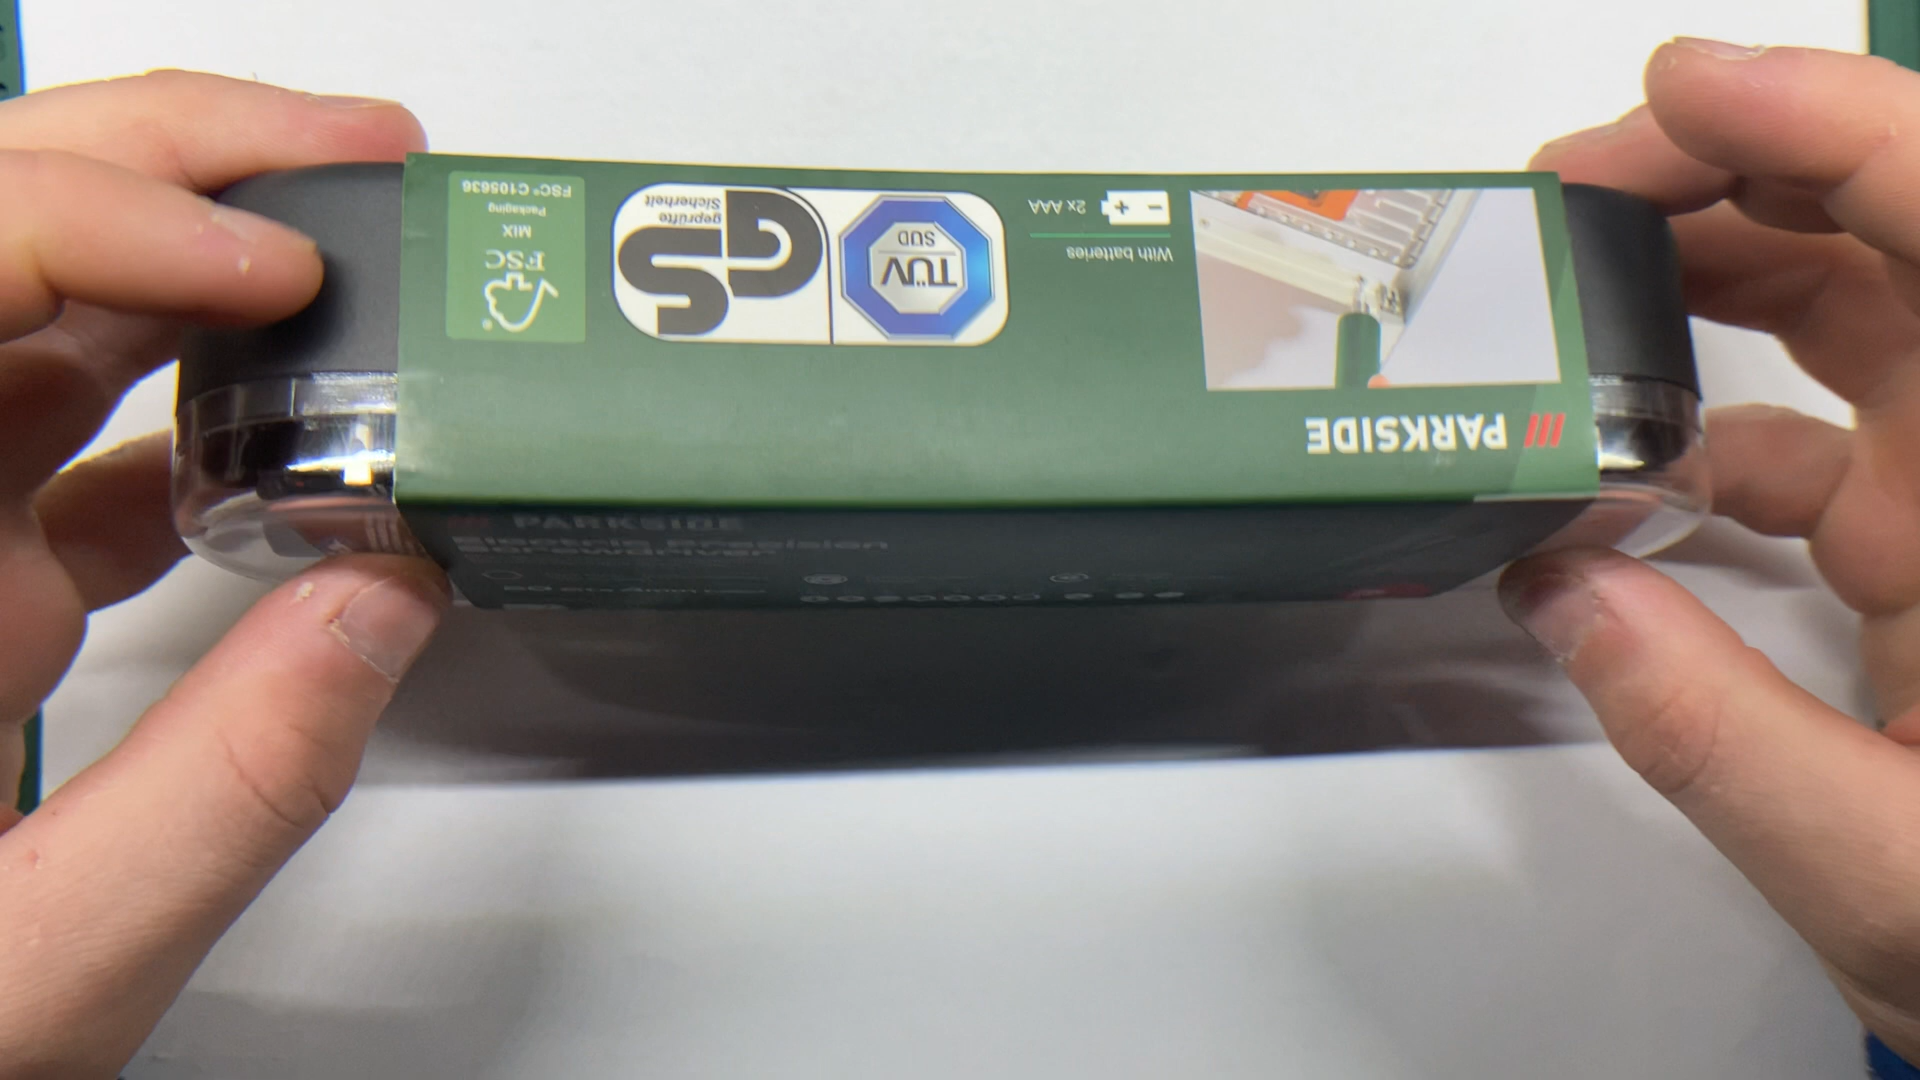 PARKSIDE
With batteries
2x AAA
TÜV
SÜD
GS
geprüfte
Sicherheit
FSC
MIX
Packaging
FSC® C105636
PARKSIDE
Electric Precision
Screwdriver